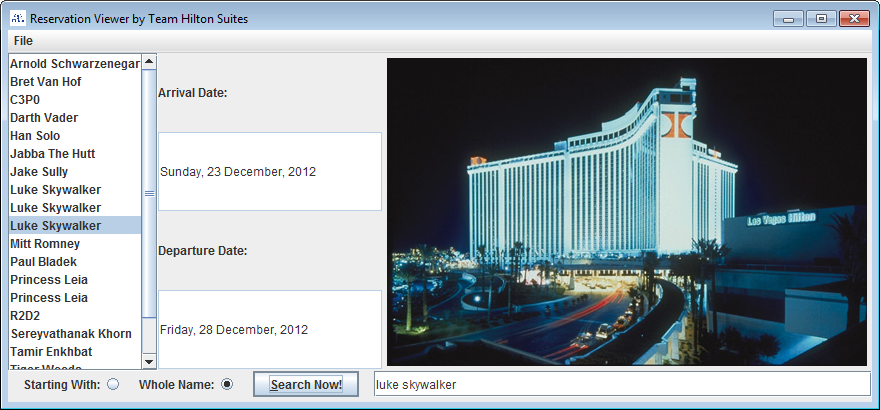 Reservation Viewer by Team Hilton Suites
File
Arnold Schwarzenegar
Bret Van Hof
C3P0
Darth Vader
Han Solo
Jabba The Hutt
Jake Sully
Luke Skywalker
Luke Skywalker
Luke Skywalker
Mitt Romney
Paul Bladek
Princess Leia
Princess Leia
R2D2
Sereyvathanak Khorn
Tamir Enkhbat
Arrival Date:
Sunday, 23 December, 2012
Departure Date:
Friday, 28 December, 2012
Las Vegas Hilton
Starting With:
Whole Name:
Search Now!
luke skywalker